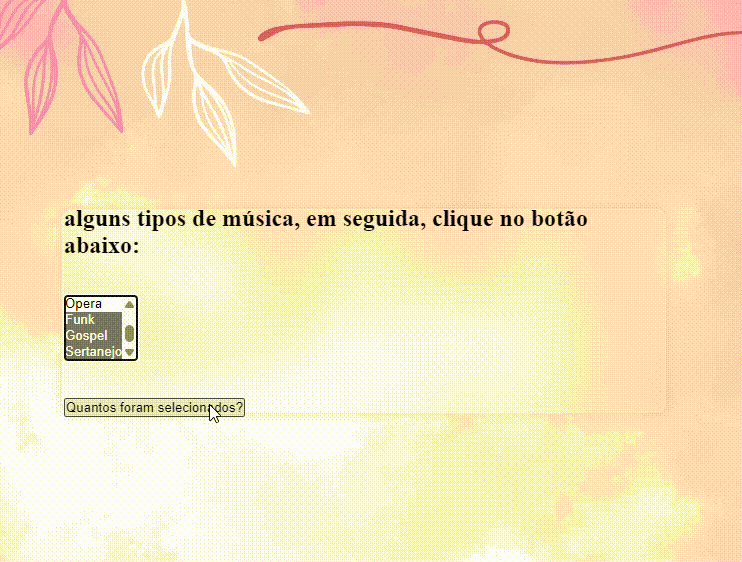 alguns tipos de música, em seguida, clique no botão
abaixo:
Opera
Funk
Gospel
Sertanejo
Quantos foram selecionados?